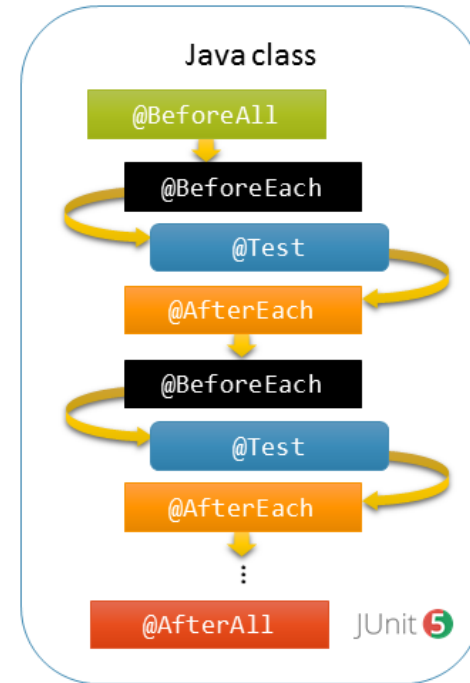 Java class
@BeforeAll
@BeforeEach
@Test
@AfterEach
@BeforeEach
@Test
@AfterEach
⋮
@AfterAll
JUnit 5